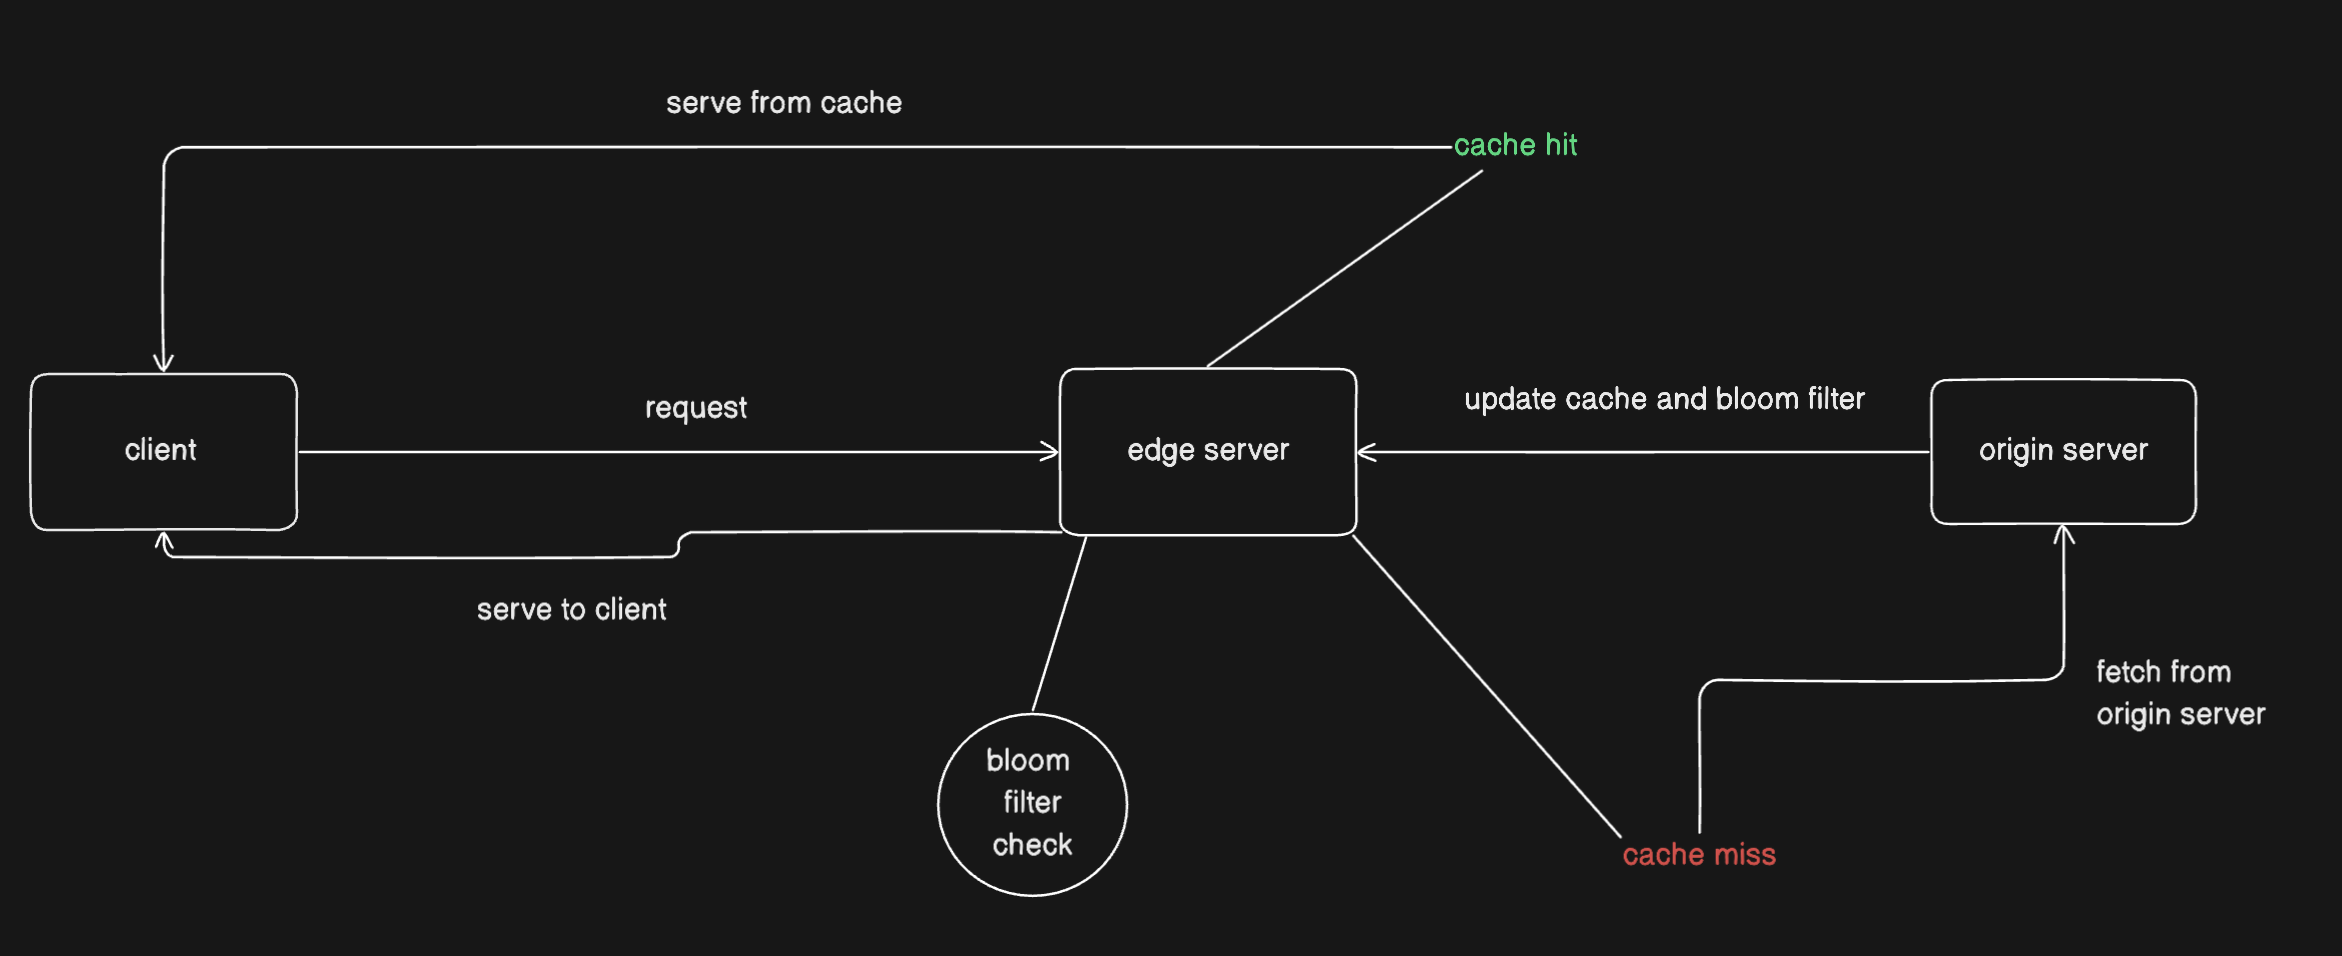 serve from cache
cache hit
request
update cache and bloom filter
client
edge server
origin server
serve to client
fetch from
origin server
bloom
filter
check
cache miss